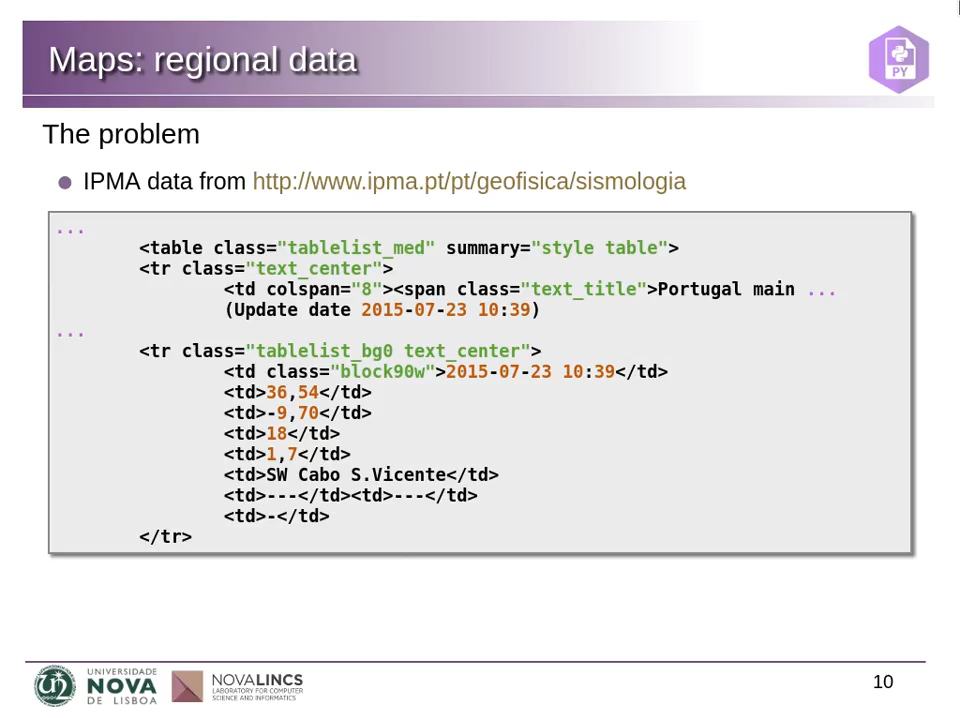 Maps: regional data
PY
The problem
IPMA data from http://www.ipma.pt/pt/geofisica/sismologia
...
<table class="tablelist_med" summary="style table">
<tr class="text_center">
<td colspan="8"><span class="text_title">Portugal main ...
(Update date 2015-07-23 10:39)
...
<tr class="tablelist_bg0 text_center">
<td class="block90w">2015-07-23 10:39</td>
<td>36,54</td>
<td>-9,70</td>
<td>18</td>
<td>1,7</td>
<td>SW Cabo S.Vicente</td>
<td>---</td><td>---</td>
<td>-</td>
</tr>
UNIVERSIDADE
NOVA
DE LISBOA
NOVALINCS
LABORATORY FOR COMPUTER
SCIENCE AND INFORMATICS
10